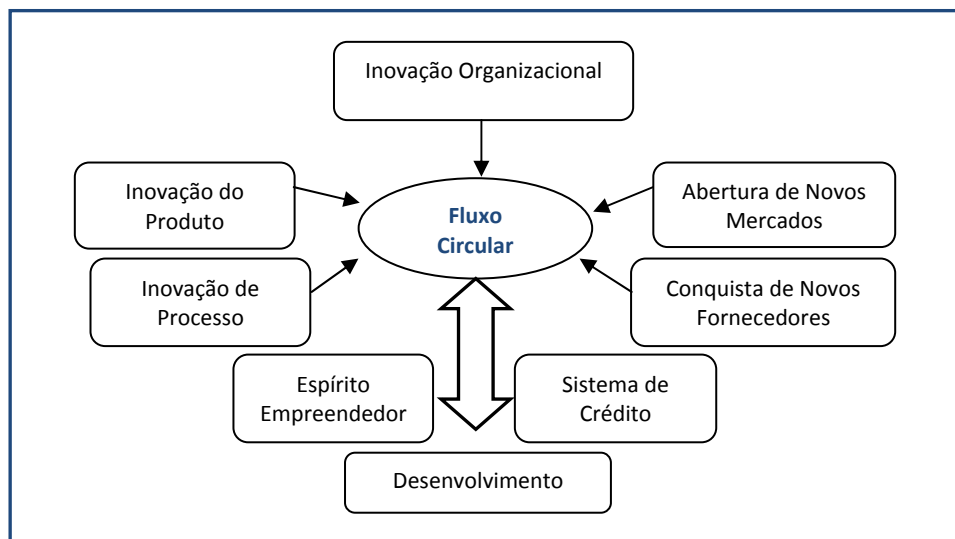 Inovação Organizacional
Inovação do
Produto
Fluxo
Circular
Abertura de Novos
Mercados
Inovação de
Processo
Conquista de Novos
Fornecedores
Espírito
Empreendedor
Sistema de
Crédito
Desenvolvimento